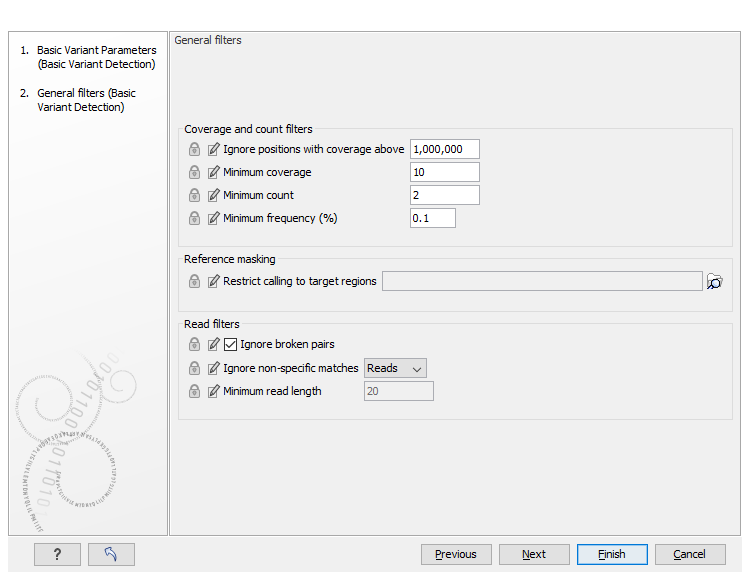 1. Basic Variant Parameters
(Basic Variant Detection)
2. General filters (Basic
Variant Detection)
General filters
Coverage and count filters
Ignore positions with coverage above 1,000,000
Minimum coverage 10
Minimum count 2
Minimum frequency (%) 0.1
Reference masking
Restrict calling to target regions
Read filters
Ignore broken pairs
Ignore non-specific matches Reads
Minimum read length 20
? Previous Next Finish Cancel